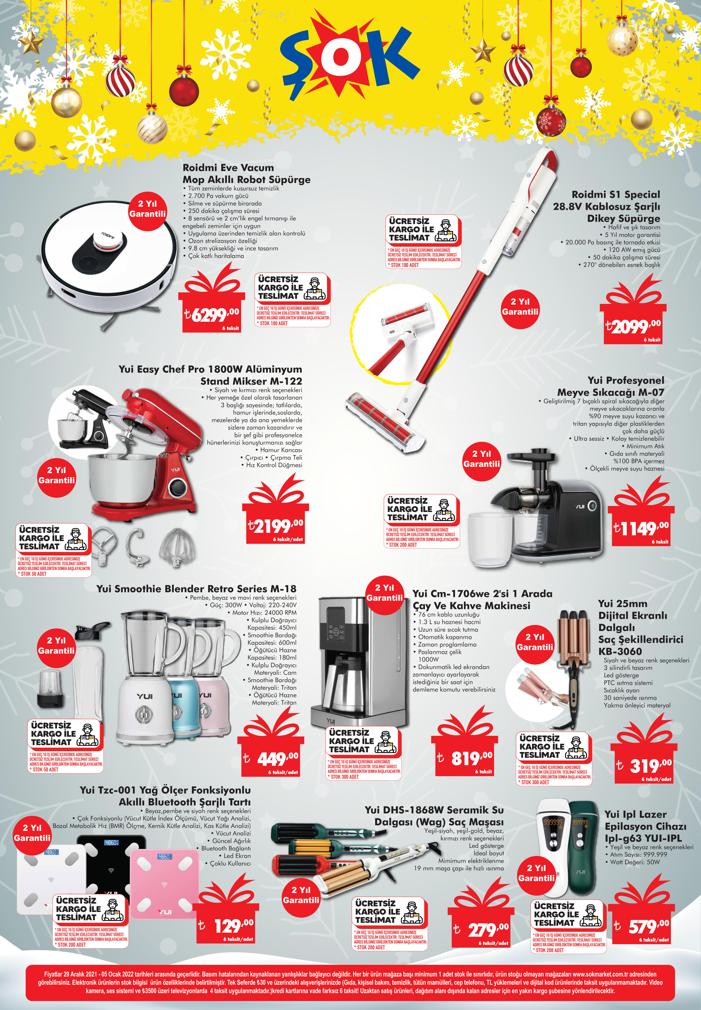 ŞOK
Roidmi Eve Vacum
Mop Akıllı Robot Süpürge
• Tüm zeminlerde kusursuz temizlik
• 2.700 Pa vakum gücü
• Silme ve süpürme birarada
• 250 dakika çalışma süresi
• 8 sensörü ve 2 cm'lik engel tırmanışı ile
engebeli zeminler için uygun
• Uygulama üzerinden temizlik alan kontrolü
• Ozon strelizasyon özelliği
• 9.8 cm yüksekliği ve ince tasarım
• Çok katlı haritalama
2 Yıl
Garantili
ÜCRETSİZ
KARGO İLE
TESLİMAT
* STOK 100 ADET
₺6299,00
6 taksit
Roidmi S1 Special
28.8V Kablosuz Şarjlı
Dikey Süpürge
• Hafif ve şık tasarım
• 5 Yıl motor garantisi
• 20.000 Pa basınç ile tornado etkisi
• 120 AW emiş gücü
• 50 dakika çalışma süresi
• 270° dönebilen esnek başlık
ÜCRETSİZ
KARGO İLE
TESLİMAT
* STOK 100 ADET
2 Yıl
Garantili
₺2099,00
6 taksit
Yui Easy Chef Pro 1800W Alüminyum
Stand Mikser M-122
• Siyah ve kırmızı renk seçenekleri
• Her yemeğe özel olarak tasarlanan
3 başlığı sayesinde; tatlılarda,
hamur işlerinde,soslarda,
mezelerde ya da ana yemeklerde
sizlere zaman kazandırır ve
bir şef gibi profesyonelce
hünerlerinizi konuşturmanızı sağlar
• Hamur Kancası
• Çırpıcı • Çırpma Teli
• Hız Kontrol Düğmesi
2 Yıl
Garantili
YUI
ÜCRETSİZ
KARGO İLE
TESLİMAT
* STOK 50 ADET
₺2199,00
6 taksit/adet
Yui Profesyonel
Meyve Sıkacağı M-07
• Geliştirilmiş 7 bıçaklı spiral sıkacağıyla diğer
meyve sıkacaklarına oranla
%90 meyve suyu kazancı ve
tritan yapısıyla diğer plastiklerden
çok daha güçlü
• Ultra sessiz • Kolay temizlenebilir
• Minimum Atık
• Gıda sınıfı materyali
%100 BPA içermez
• Ölçekli meyve suyu haznesi
2 Yıl
Garantili
YUI
ÜCRETSİZ
KARGO İLE
TESLİMAT
* STOK 200 ADET
₺1149,00
6 taksit
Yui Smoothie Blender Retro Series M-18
• Pembe, beyaz ve mavi renk seçenekleri
• Güç: 300W • Voltaj: 220-240V
• Motor Hızı: 24000 RPM
• Kulplu Doğrayıcı
Kapasitesi: 450ml
• Smoothie Bardağı
Kapasitesi: 600ml
• Öğütücü Hazne
Kapasitesi: 180ml
• Kulplu Doğrayıcı
Materyali: Cam
• Smoothie Bardağı
Materyali: Tritan
• Öğütücü Hazne
Materyali: Tritan
2 Yıl
Garantili
YUI
YUI
ÜCRETSİZ
KARGO İLE
TESLİMAT
* STOK 50 ADET
₺ 449,00
6 taksit/adet
Yui Cm-1706we 2'si 1 Arada
Çay Ve Kahve Makinesi
• 76 cm kablo uzunluğu
• 1.3 L su haznesi hacmi
• Uzun süre sıcak tutma
• Otomatik kapanma
• Zaman programlama
• Paslanmaz çelik
1000W
• Dokunmatik led ekrandan
zamanlayıcı ayarlayarak
istediğiniz bir saat için
demleme komutu verebilirsiniz
2 Yıl
Garantili
YUI
ÜCRETSİZ
KARGO İLE
TESLİMAT
* STOK 300 ADET
₺ 819,00
6 taksit/adet
Yui 25mm
Dijital Ekranlı
Dalgalı
Saç Şekillendirici
KB-3060
Siyah ve beyaz renk seçenekleri
3 silindirli tasarım
Led gösterge
PTC ısıtma sistemi
Sıcaklık ayarı
30 saniyede ısınma
Yakma önleyici materyal
2 Yıl
Garantili
ÜCRETSİZ
KARGO İLE
TESLİMAT
* STOK 300 ADET
₺ 319,00
6 taksit/adet
Yui Tzc-001 Yağ Ölçer Fonksiyonlu
Akıllı Bluetooth Şarjlı Tartı
• Beyaz,pembe ve siyah renk seçenekleri
• Çok Fonksiyonlu (Vücut Kütle İndex Ölçümü, Vücut Yağı Analizi,
Bazal Metabolik Hız (BMR) Ölçme, Kemik Kütle Analizi, Kas Kütle Analizi)
• Vücut Analizi
• Güncel Ağırlık
• Bluetooth Bağlantı
• Led Ekran
• Çoklu Kullanıcı
2 Yıl
Garantili
YUI
ÜCRETSİZ
KARGO İLE
TESLİMAT
* STOK 200 ADET
₺ 129,00
6 taksit/adet
Yui DHS-1868W Seramik Su
Dalgası (Wag) Saç Maşası
Yeşil-siyah, yeşil-gold, beyaz,
kırmızı renk seçenekleri
Led gösterge
İdeal boyut
Mimimum elektriklenme
19 mm maşa çapı ile hızlı ısınma
2 Yıl
Garantili
ÜCRETSİZ
KARGO İLE
TESLİMAT
* STOK 200 ADET
₺ 279,00
6 taksit/adet
Yui Ipl Lazer
Epilasyon Cihazı
Ipl-g63 YUI-IPL
• Yeşil ve beyaz renk seçenekleri
• Atım Sayısı: 999.999
• Watt Değeri: 50W
2 Yıl
Garantili
ÜCRETSİZ
KARGO İLE
TESLİMAT
* STOK 200 ADET
₺ 579,00
6 taksit/adet
Fiyatlar 29 Aralık 2021 - 05 Ocak 2022 tarihleri arasında geçerlidir. Basım hatalarından kaynaklanan yanlışlıklar bağlayıcı değildir. Her bir ürün mağaza başı minimum 1 adet stok ile sınırlıdır, ürün stoğu olmayan mağazaları www.sokmarket.com.tr adresinden
görebilirsiniz. Elektronik ürünlerin stok bilgisi ürün özelliklerinde belirtilmiştir. Tek Seferde ₺30 ve üzerindeki alışverişlerinizde (Gıda, kişisel bakım, temizlik, tütün mamülleri, cep telefonu, TL yüklemeleri ve dijital kod ürünlerinde taksit uygulanmamaktadır. Video
kamera, ses sistemi ve ₺3500 üzeri televizyonlarda 4 taksit uygulanmaktadır.)kredi kartlarına vade farksız 6 taksit! Uzaktan satış ürünleri, dağıtım alanı dışında kalan adresler için en yakın kargo şubesine yönlendirilecektir.